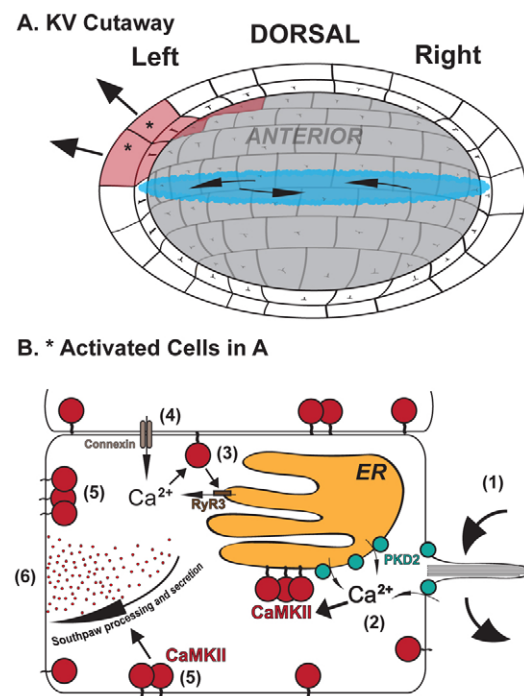 A. KV Cutaway
DORSAL
Left
Right
*
*
ANTERIOR
B. * Activated Cells in A
(4)
Connexin
(3)
ER
(1)
Ca2+
RyR3
(5)
PKD2
Ca2+
(6)
CaMKII
(2)
Southpaw processing and secretion
CaMKII
(5)